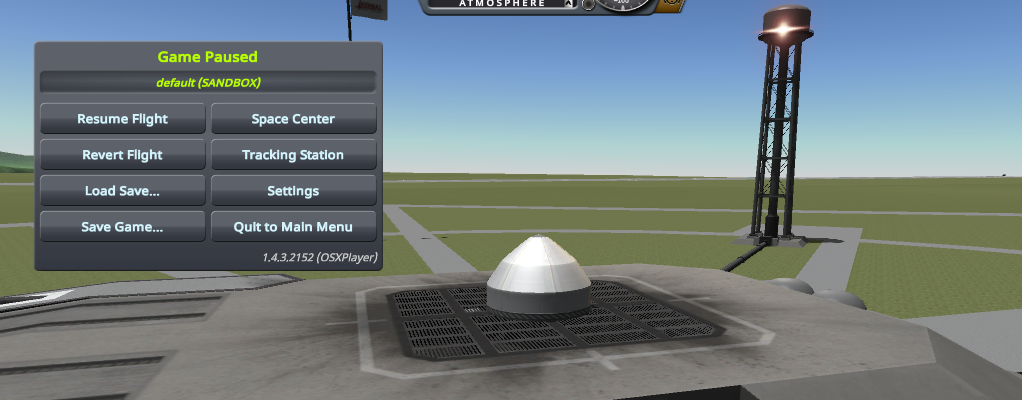 ATMOSPHERE
Game Paused
default (SANDBOX)
Resume Flight
Space Center
Revert Flight
Tracking Station
Load Save...
Settings
Save Game...
Quit to Main Menu
1.4.3.2152 (OSXPlayer)